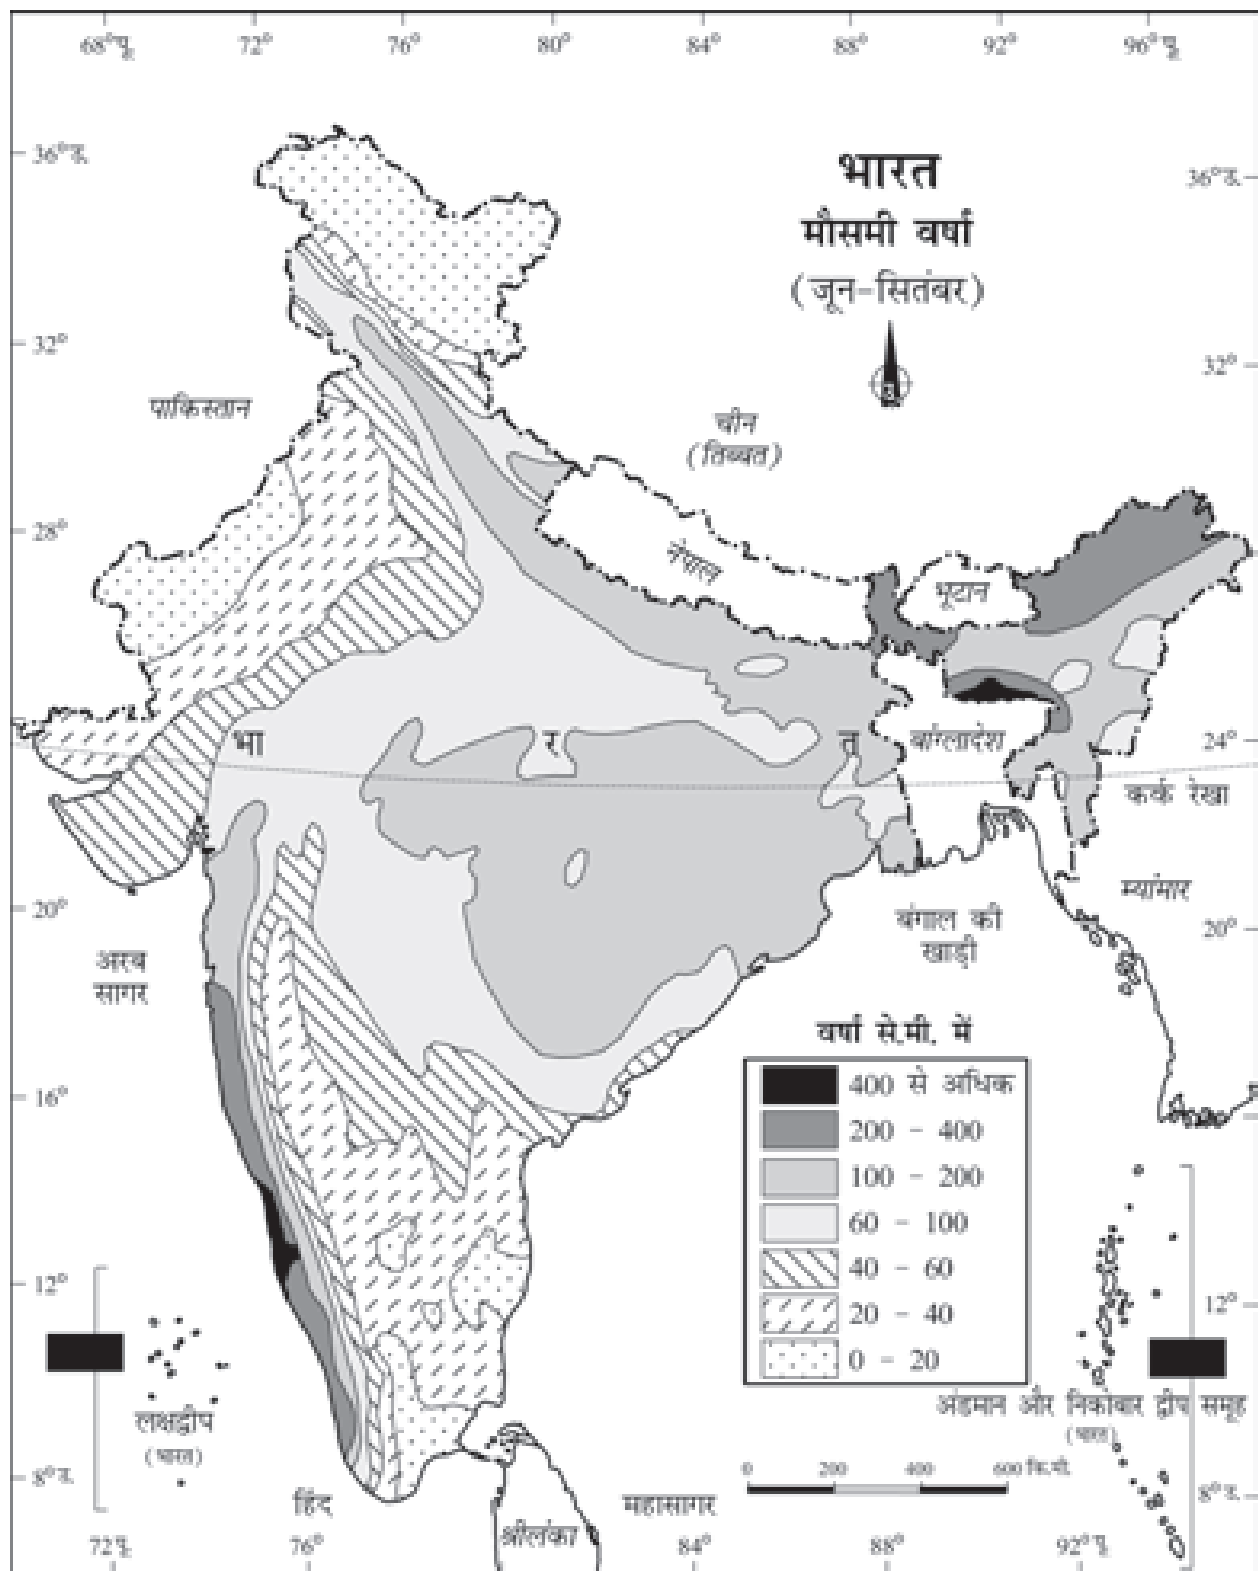 68°पू.
72°
76°
80°
84°
88°
92°
96°पू.
36°उ.
36°उ.
भारत
मौसमी वर्षा
(जून-सितंबर)
उ
32°
32°
पाकिस्तान
चीन
(तिब्बत)
28°
नेपाल
भूटान
भा
र
त
बांग्लादेश
24°
कर्क रेखा
म्यांमार
20°
20°
अरब
सागर
बंगाल की
खाड़ी
वर्षा से.मी. में
400 से अधिक
200 - 400
100 - 200
60 - 100
40 - 60
20 - 40
0 - 20
16°
12°
12°
लक्षद्वीप
(भारत)
अंडमान और निकोबार द्वीप समूह
(भारत)
0 200 400 600 कि.मी.
8°उ.
8°उ.
हिंद
महासागर
श्रीलंका
72°पू.
76°
84°
88°
92°पू.